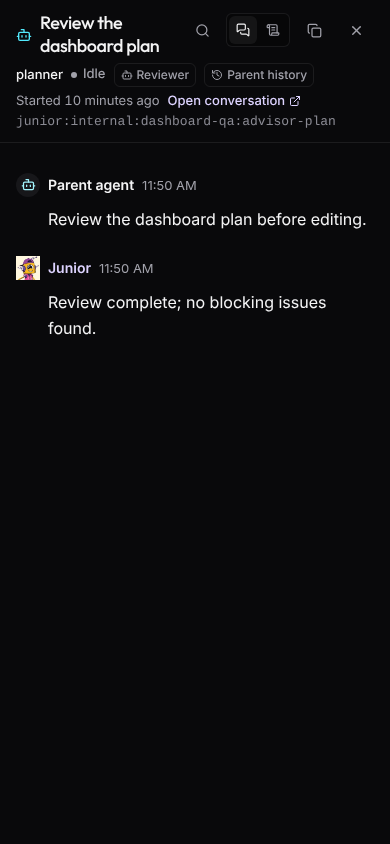 Review the
dashboard plan
planner Idle Reviewer Parent history
Started 10 minutes ago Open conversation
junior:internal:dashboard-qa:advisor-plan
Parent agent 11:50 AM
Review the dashboard plan before editing.
Junior 11:50 AM
Review complete; no blocking issues
found.